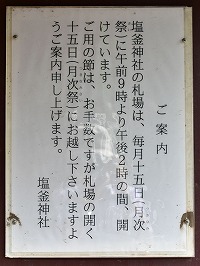 ご案内
塩釜神社の札場は、毎月十五日(月次
祭)に午前9時より午後2時の間、開
けています。
ご用の節は、お手数ですが札場の開く
十五日(月次祭)にお越し下さいますよ
うご案内申し上げます。
塩釜神社